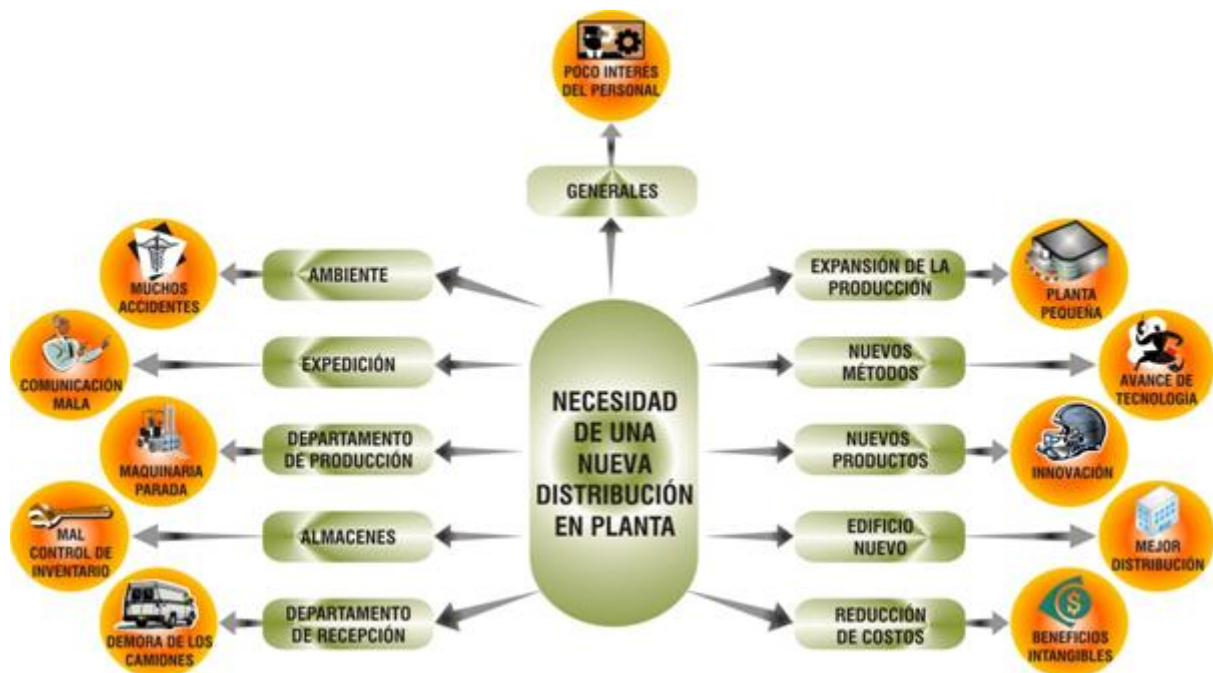 POCO INTERES
DEL PERSONAL
GENERALES
MUCHOS
ACCIDENTES
AMBIENTE
COMUNICACIÓN
MALA
EXPEDICIÓN
MAQUINARIA
PARADA
DEPARTAMENTO
DE PRODUCCIÓN
MAL
CONTROL DE
INVENTARIO
ALMACENES
DEMORA DE LOS
CAMIONES
DEPARTAMENTO
DE RECEPCIÓN
NECESIDAD
DE UNA
NUEVA
DISTRIBUCIÓN
EN PLANTA
EXPANSIÓN DE LA
PRODUCCIÓN
PLANTA
PEQUEÑA
NUEVOS
MÉTODOS
AVANCE DE
TECNOLOGÍA
NUEVOS
PRODUCTOS
INNOVACIÓN
EDIFICIO
NUEVO
MEJOR
DISTRIBUCIÓN
REDUCCIÓN
DE COSTOS
$
BENEFICIOS
INTANGIBLES